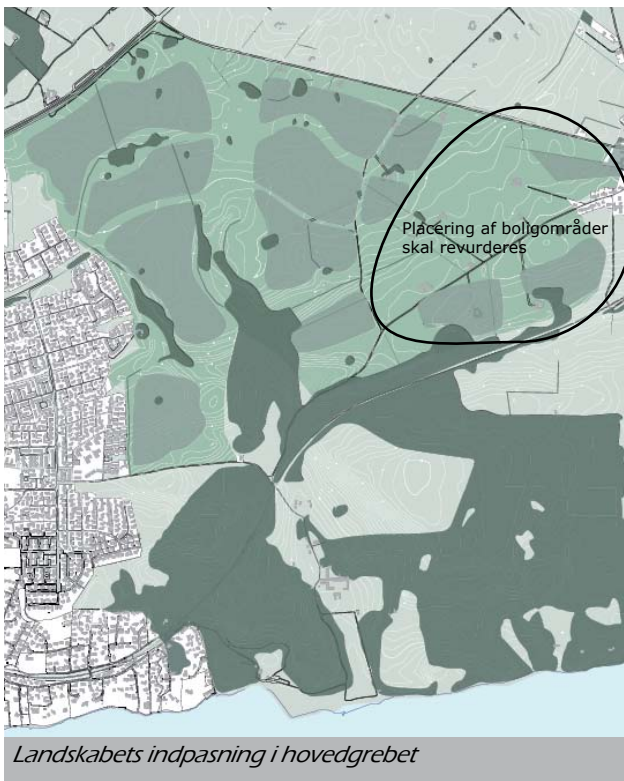 Placering af boligområder
skal revurderes
Landskabets indpasning i hovedgrebet